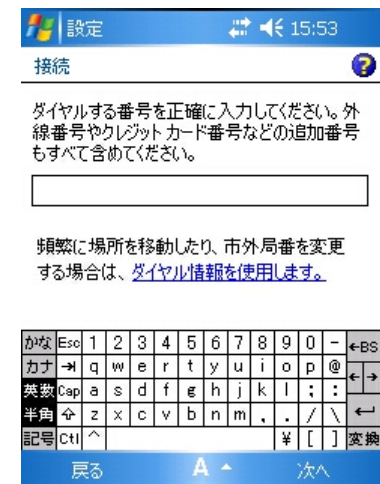 設定 15:53
接続
ダイヤルする番号を正確に入力してください。外
線番号やクレジット カード番号などの追加番号
もすべて含めてください。
頻繁に場所を移動したり、市外局番を変更
する場合は、ダイヤル情報を使用します。
かな Esc 1 2 3 4 5 6 7 8 9 0 - ←BS
カナ q w e r t y u i o p @
英数 Cap a s d f g h j k l ; :
半角 z x c v b n m , . / \
記号 Ctl ^ ¥ [ ] 変換
戻る A 次へ